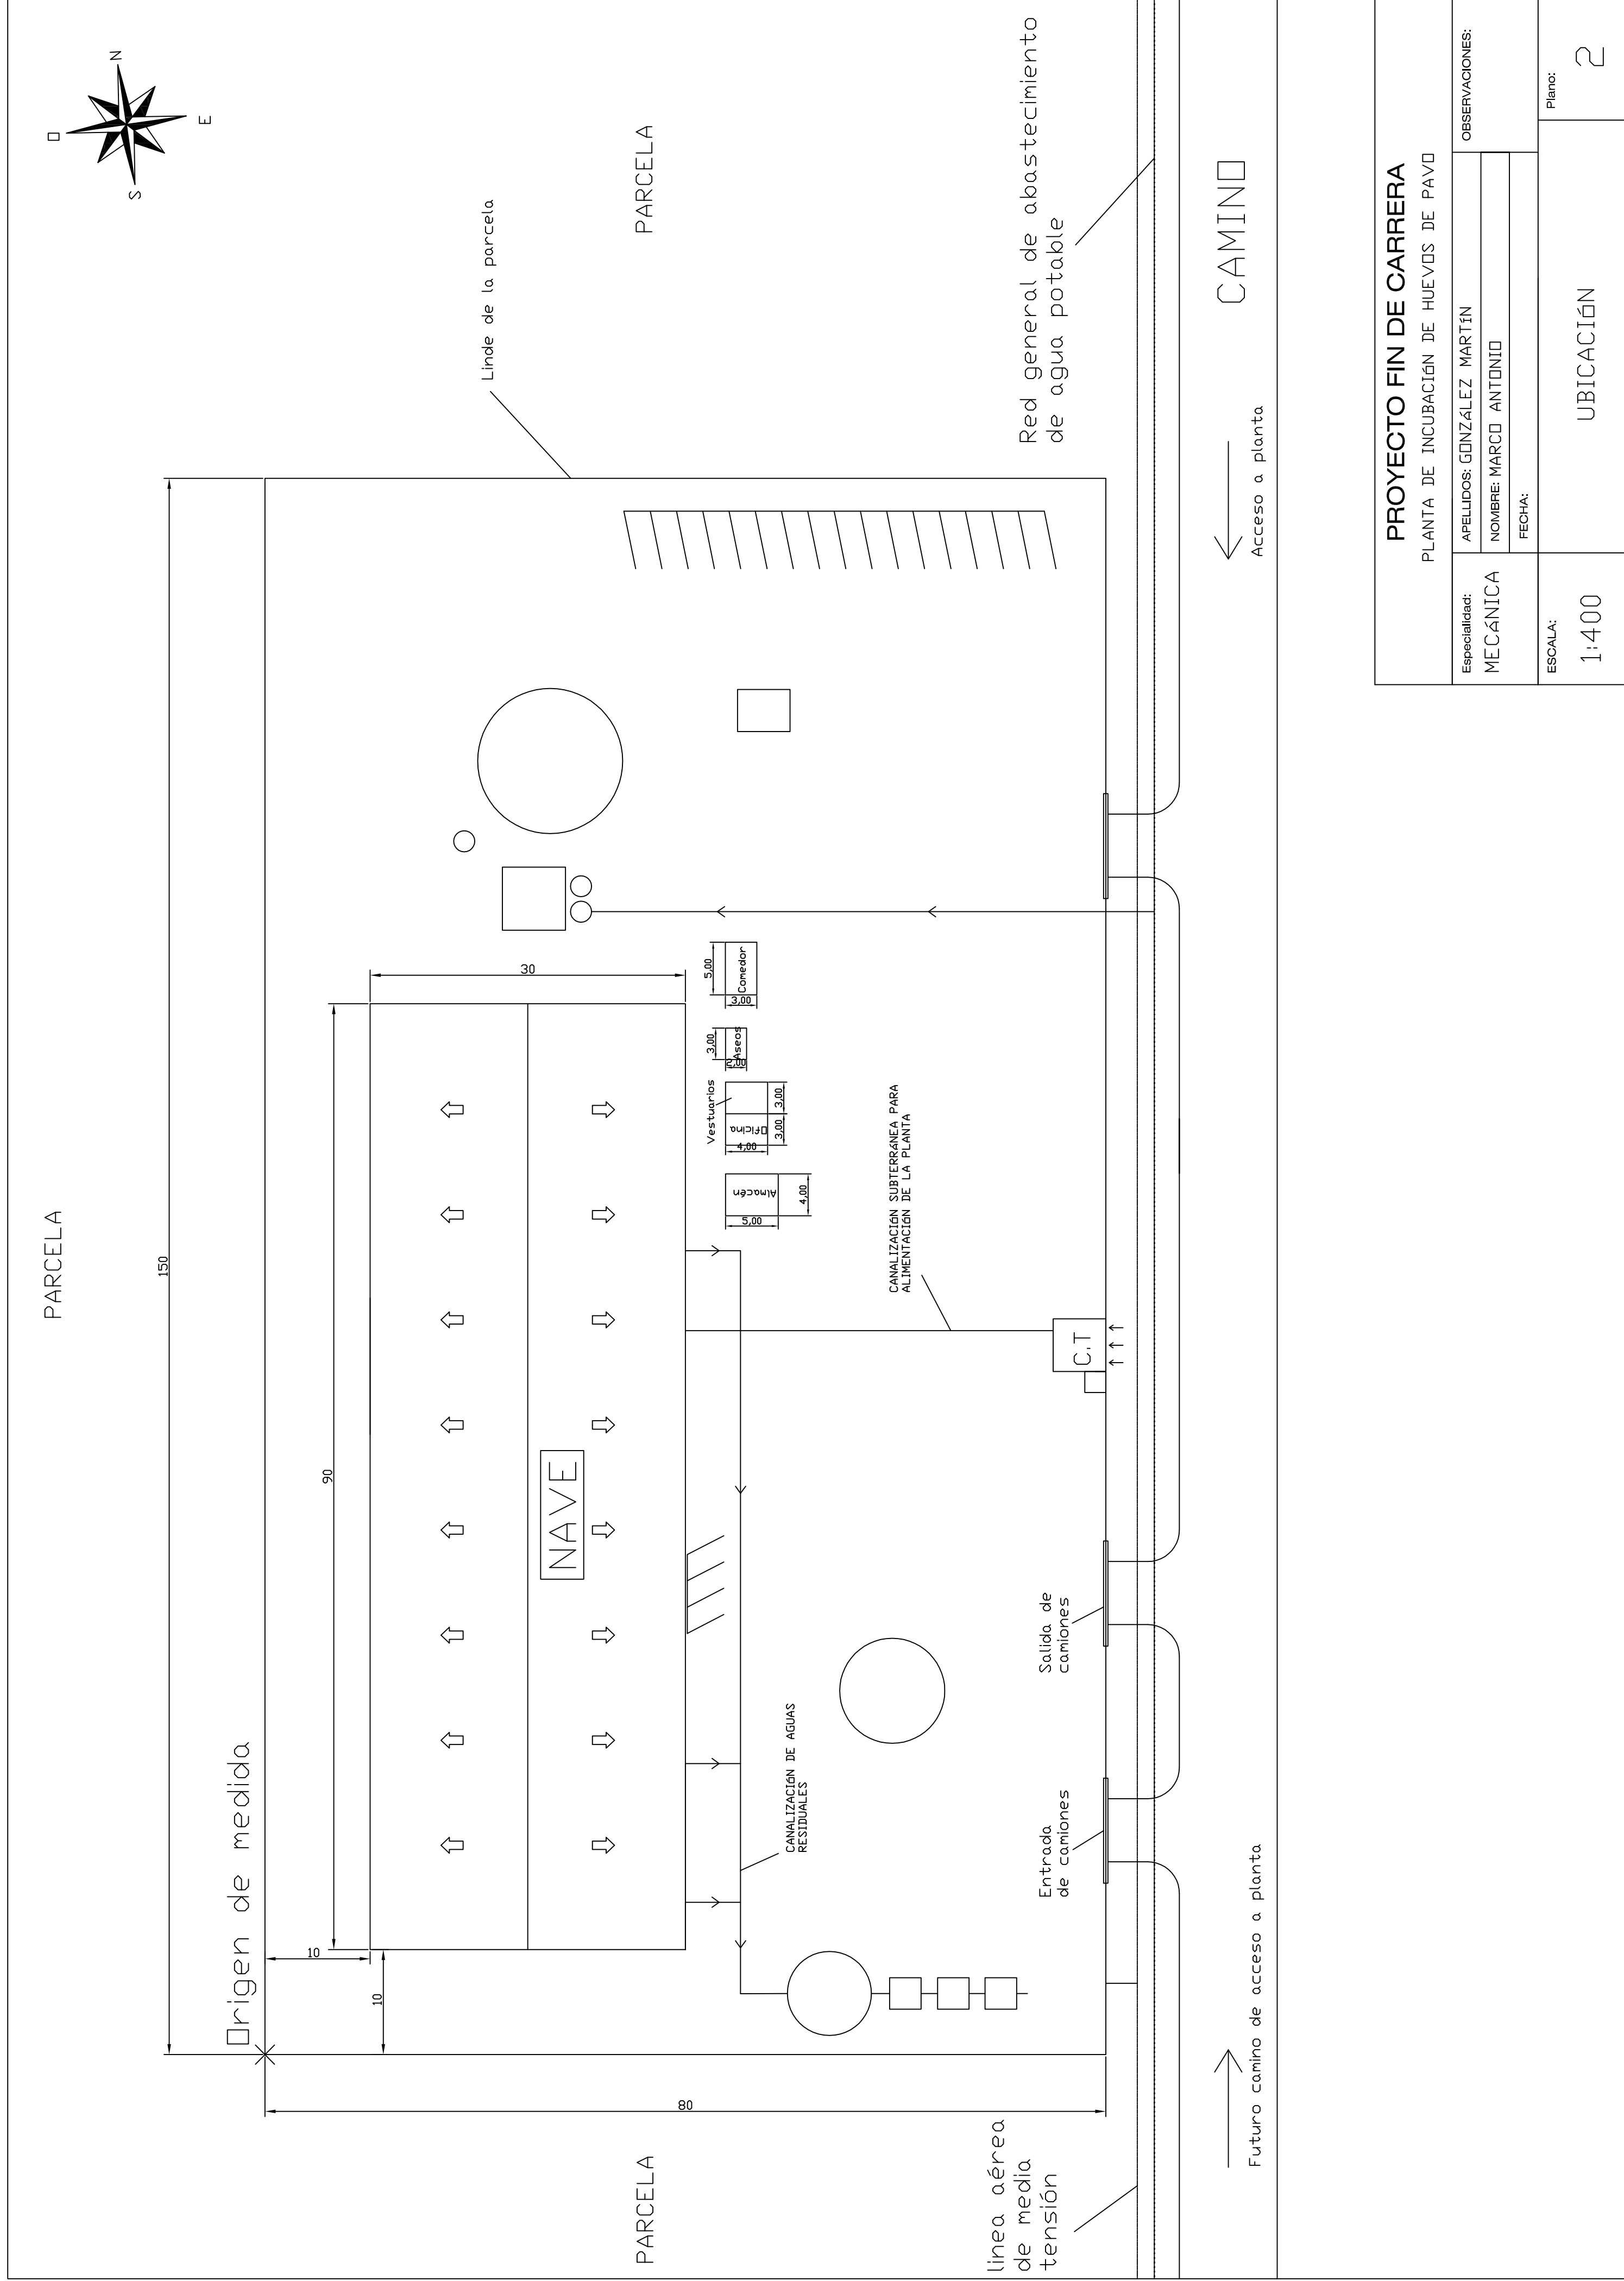 O
N
S
E
PARCELA
150
Origen de medida
Linde de la parcela
PARCELA
90
30
10
10
NAVE
5,00
3,00
Comedor
3,00
2,00
Aseos
Vestuarios
Oficina
4,00
3,00
3,00
Almacén
5,00
4,00
CANALIZACIÓN SUBTERRÁNEA PARA
ALIMENTACIÓN DE LA PLANTA
CANALIZACIÓN DE AGUAS
RESIDUALES
C.T
Entrada
de camiones
Salida de
camiones
80
PARCELA
linea aérea
de media
tensión
Red general de abastecimiento
de agua potable
CAMINO
Acceso a planta
Futuro camino de acceso a planta
PROYECTO FIN DE CARRERA
PLANTA DE INCUBACIÓN DE HUEVOS DE PAVO
Especialidad:
MECÁNICA
APELLIDOS: GONZÁLEZ MARTÍN
NOMBRE: MARCO ANTONIO
FECHA:
OBSERVACIONES:
ESCALA:
1:400
UBICACIÓN
Plano:
2